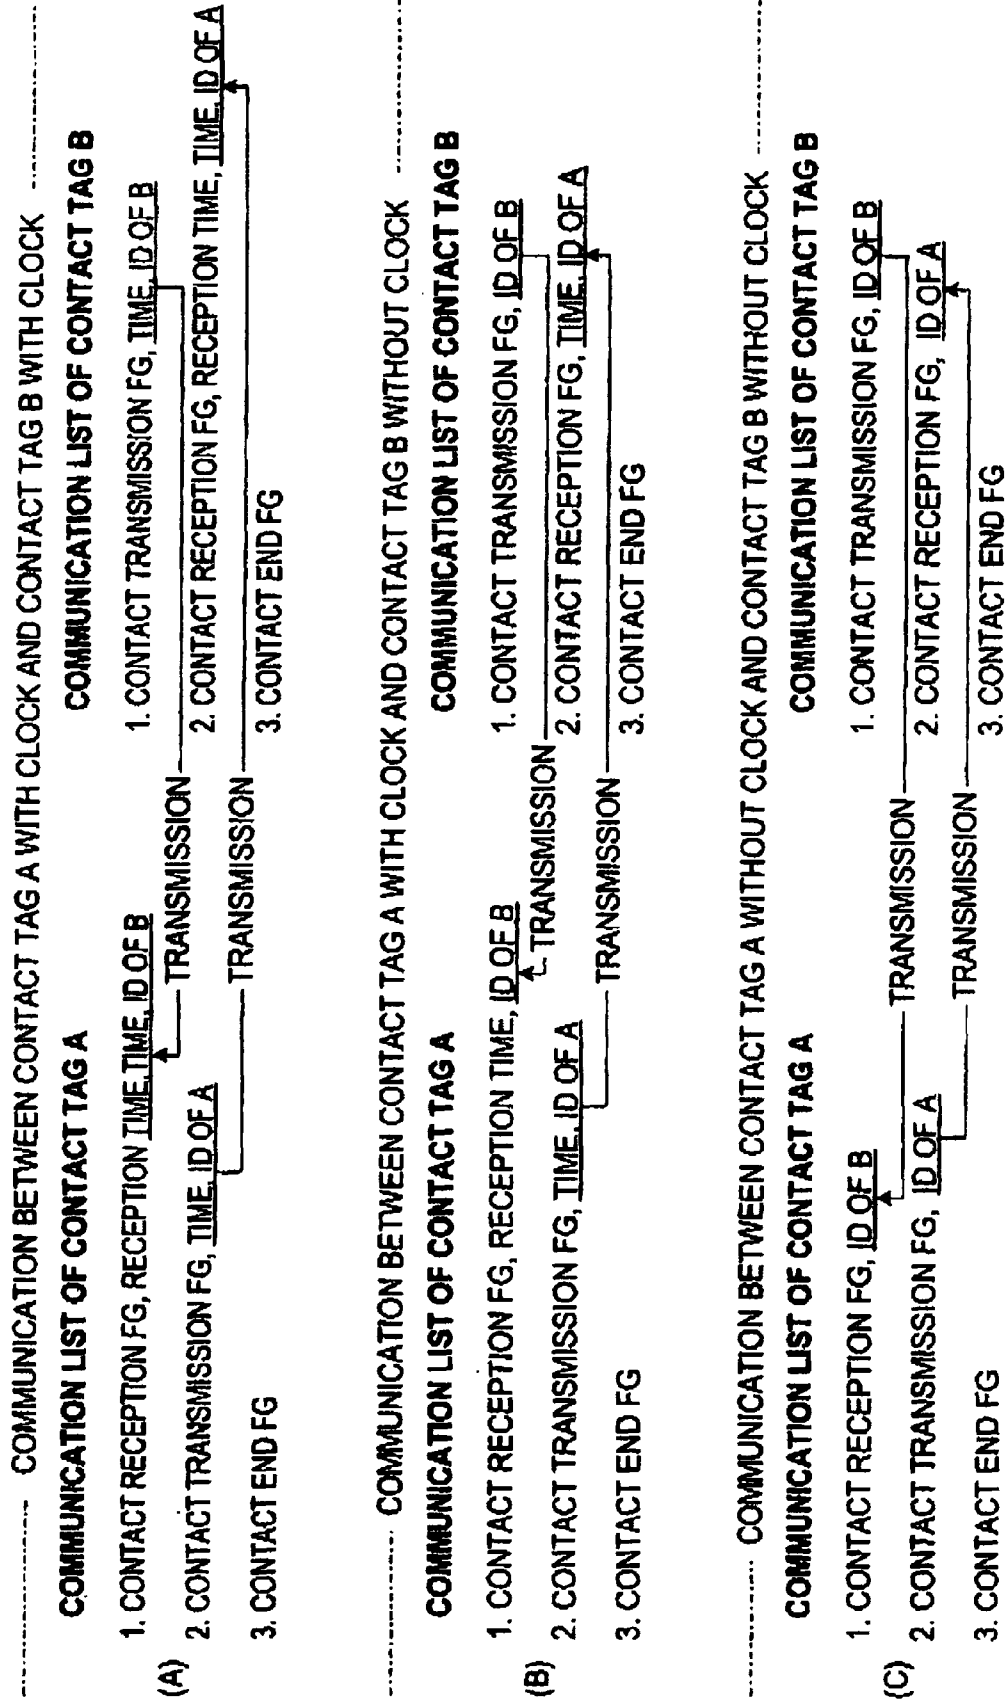 COMMUNICATION BETWEEN CONTACT TAG A WITH CLOCK AND CONTACT TAG B WITH CLOCK
COMMUNICATION LIST OF CONTACT TAG A
COMMUNICATION LIST OF CONTACT TAG B
(A)
1. CONTACT RECEPTION FG, RECEPTION TIME, TIME, ID OF B
1. CONTACT TRANSMISSION FG, TIME, ID OF B
TRANSMISSION
2. CONTACT TRANSMISSION FG, TIME, ID OF A
2. CONTACT RECEPTION FG, RECEPTION TIME, TIME, ID OF A
TRANSMISSION
3. CONTACT END FG
3. CONTACT END FG
COMMUNICATION BETWEEN CONTACT TAG A WITH CLOCK AND CONTACT TAG B WITHOUT CLOCK
COMMUNICATION LIST OF CONTACT TAG A
COMMUNICATION LIST OF CONTACT TAG B
(B)
1. CONTACT RECEPTION FG, RECEPTION TIME, ID OF B
1. CONTACT TRANSMISSION FG, ID OF B
TRANSMISSION
2. CONTACT TRANSMISSION FG, TIME, ID OF A
2. CONTACT RECEPTION FG, TIME, ID OF A
TRANSMISSION
3. CONTACT END FG
3. CONTACT END FG
COMMUNICATION BETWEEN CONTACT TAG A WITHOUT CLOCK AND CONTACT TAG B WITHOUT CLOCK
COMMUNICATION LIST OF CONTACT TAG A
COMMUNICATION LIST OF CONTACT TAG B
(C)
1. CONTACT RECEPTION FG, ID OF B
1. CONTACT TRANSMISSION FG, ID OF B
TRANSMISSION
2. CONTACT TRANSMISSION FG, ID OF A
2. CONTACT RECEPTION FG, ID OF A
TRANSMISSION
3. CONTACT END FG
3. CONTACT END FG